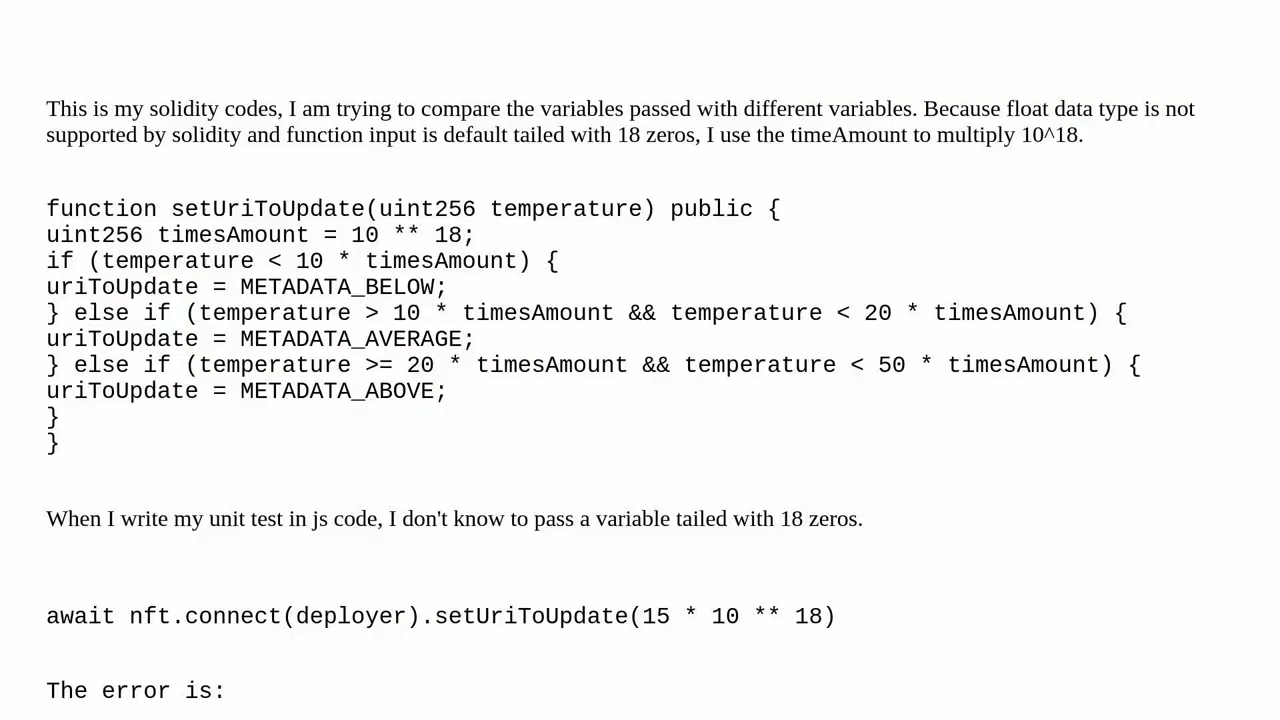 This is my solidity codes, I am trying to compare the variables passed with different variables. Because float data type is not
supported by solidity and function input is default tailed with 18 zeros, I use the timeAmount to multiply 10^18.
function setUriToUpdate(uint256 temperature) public {
uint256 timesAmount = 10 ** 18;
if (temperature < 10 * timesAmount) {
uriToUpdate = METADATA_BELOW;
} else if (temperature > 10 * timesAmount && temperature < 20 * timesAmount) {
uriToUpdate = METADATA_AVERAGE;
} else if (temperature >= 20 * timesAmount && temperature < 50 * timesAmount) {
uriToUpdate = METADATA_ABOVE;
}
}
When I write my unit test in js code, I don't know to pass a variable tailed with 18 zeros.
await nft.connect(deployer).setUriToUpdate(15 * 10 ** 18)
The error is: